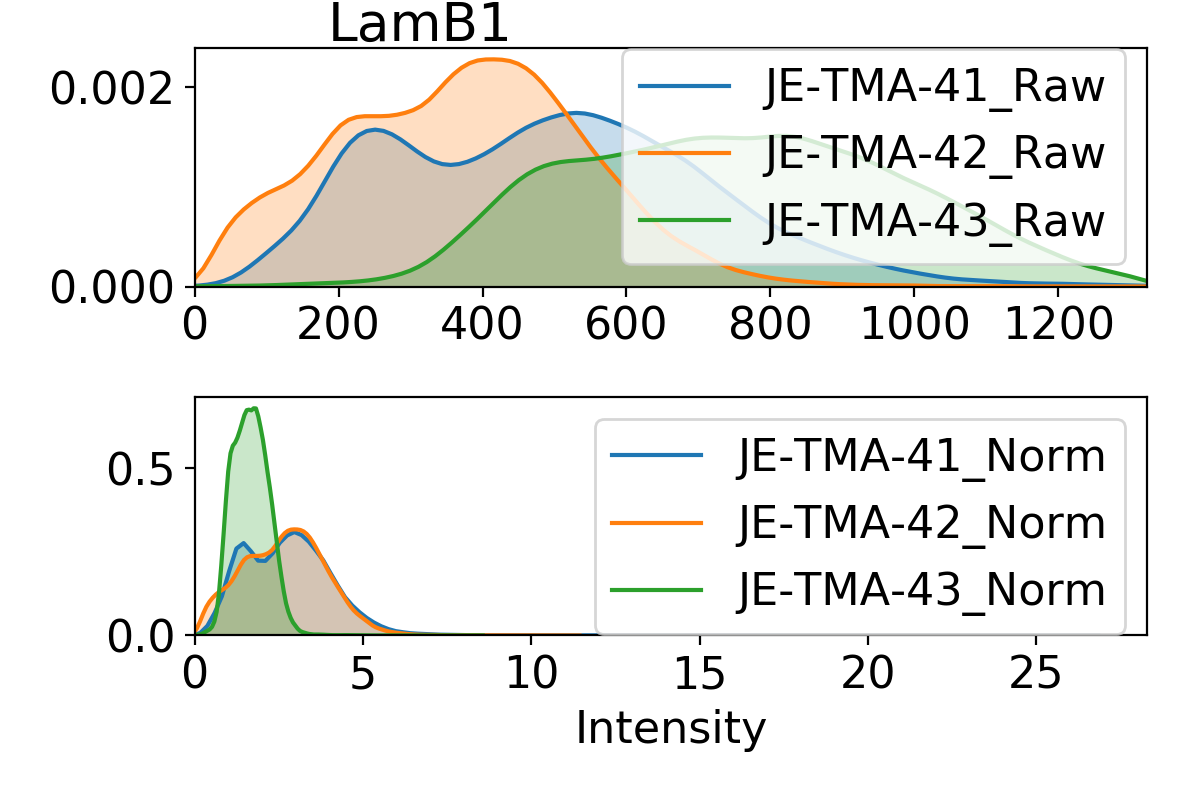 LamB1
0.002
0.000
JE-TMA-41_Raw
JE-TMA-42_Raw
JE-TMA-43_Raw
0 200 400 600 800 1000 1200
0.5
0.0
JE-TMA-41_Norm
JE-TMA-42_Norm
JE-TMA-43_Norm
0 5 10 15 20 25
Intensity